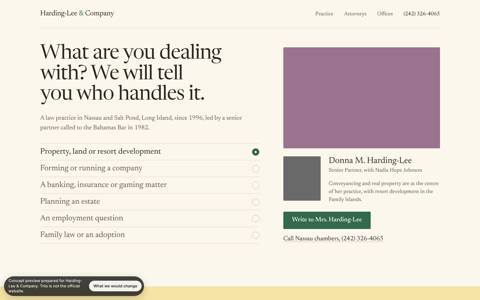 Harding-Lee & Company
Practice Attorneys Offices (242) 326-4065
What are you dealing
with? We will tell
you who handles it.
A law practice in Nassau and Salt Pond, Long Island, since 1996, led by a senior
partner called to the Bahamas Bar in 1982.
Property, land or resort development
Forming or running a company
A banking, insurance or gaming matter
Planning an estate
An employment question
Family law or an adoption
Donna M. Harding-Lee
Senior Partner, with Nadia Hope Johnson
Conveyancing and real property are at the centre
of her practice, with resort development in the
Family Islands.
Write to Mrs. Harding-Lee
Call Nassau chambers, (242) 326-4065
Concept preview prepared for Harding-
Lee & Company. This is not the official
website.
What we would change